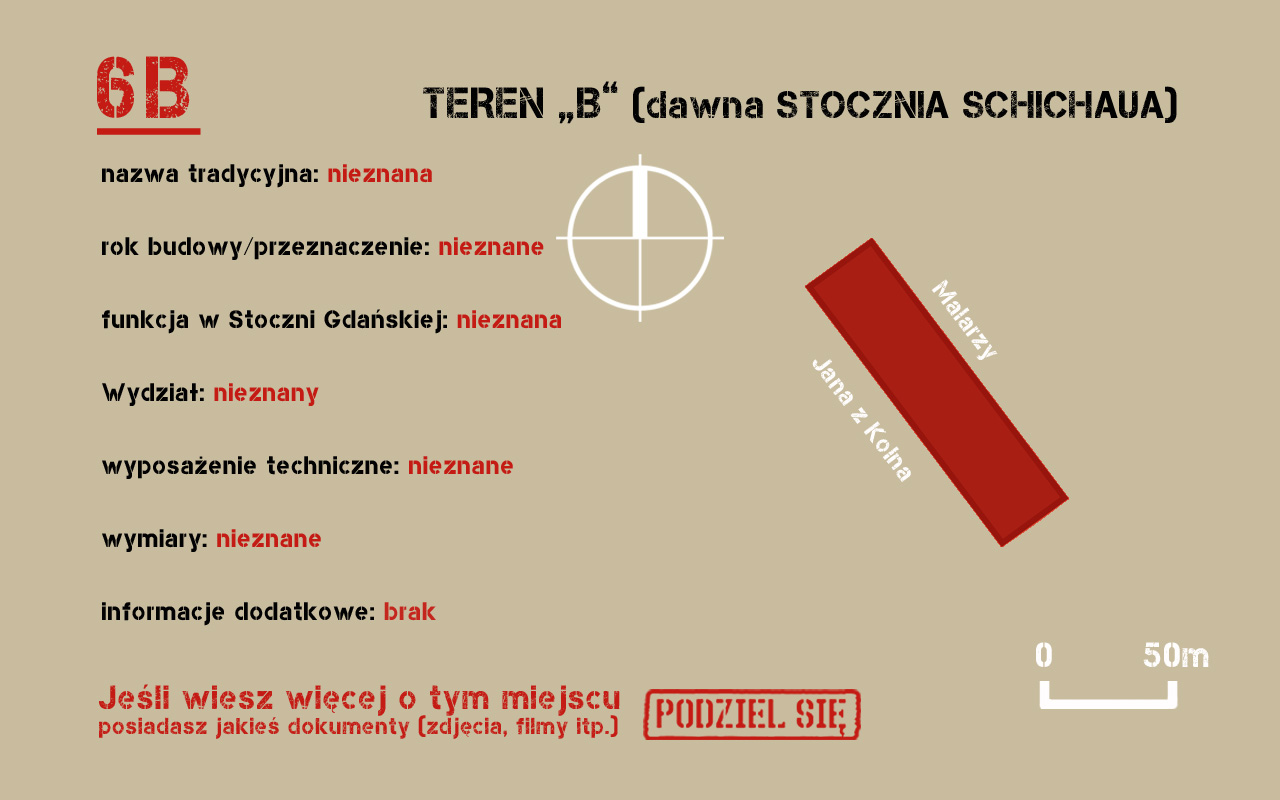 6B
TEREN „B“ (dawna STOCZNIA SCHICHAUA)
nazwa tradycyjna: nieznana
rok budowy/przeznaczenie: nieznane
funkcja w Stoczni Gdańskiej: nieznana
Wydział: nieznany
wyposażenie techniczne: nieznane
wymiary: nieznane
informacje dodatkowe: brak
Malarzy
Jana z Kolna
0 50m
Jeśli wiesz więcej o tym miejscu
posiadasz jakieś dokumenty (zdjęcia, filmy itp.)
PODZIEL SIĘ